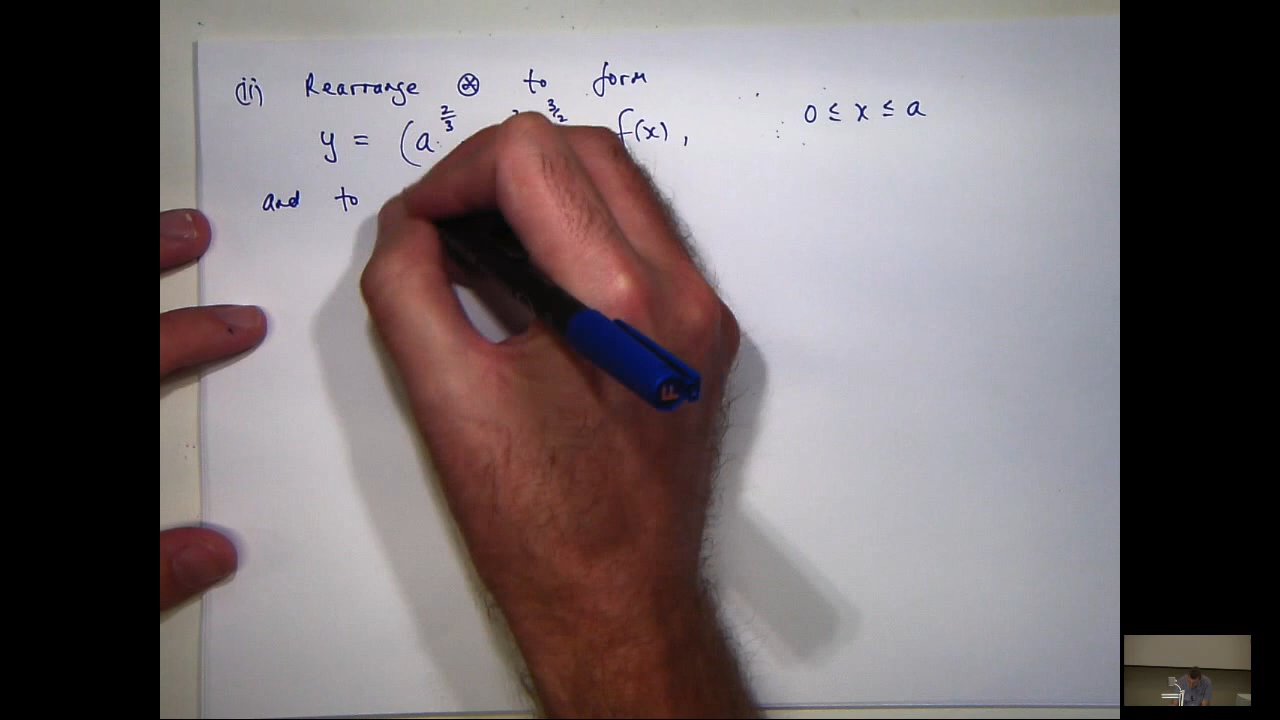 (ii) Rearrange ⊛ to form
y = (a^{2/3} ^{3/2} f(x), 0 ≤ x ≤ a
and to
F